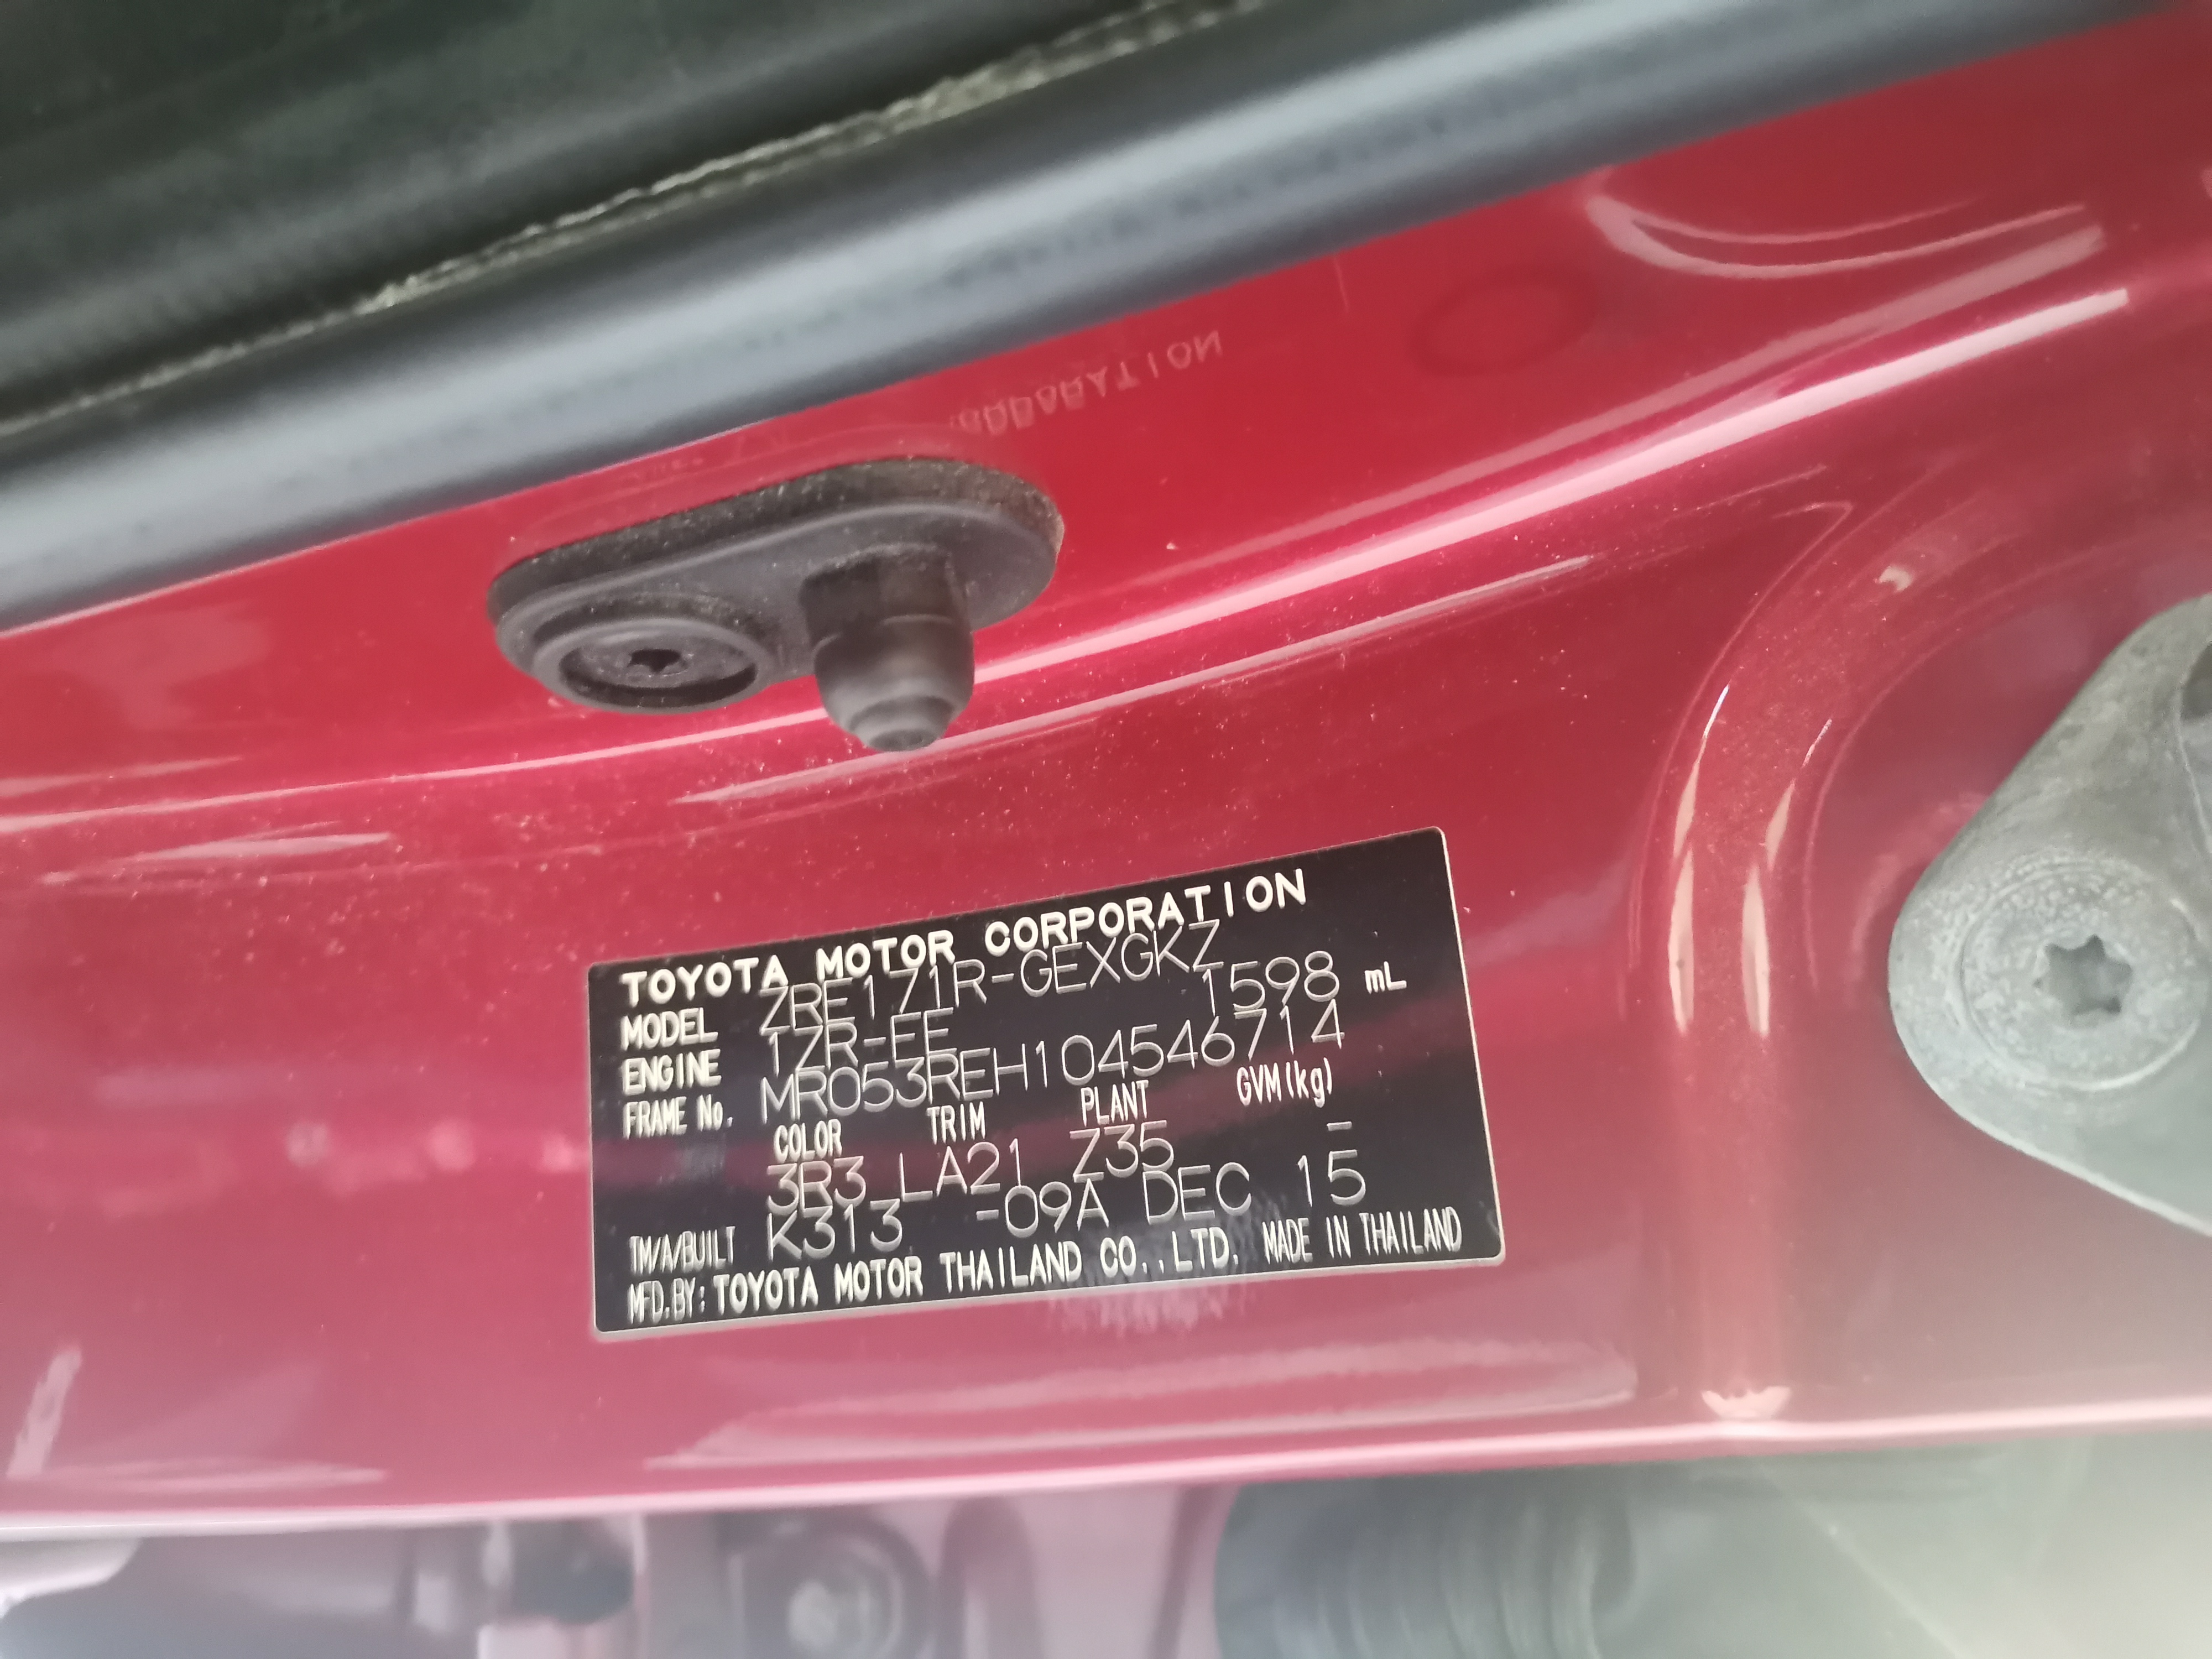 TOYOTA MOTOR CORPORATION
MODEL ZRE171R-GEXGKZ
ENGINE 1ZR-FE 1598 mL
FRAME No. MR053REH104546714
COLOR TRIM PLANT GVM(kg)
3R3 LA21 Z35 -
TM/A/BUILT K313 -09A DEC 15
MFD.BY: TOYOTA MOTOR THAILAND CO.,LTD. MADE IN THAILAND